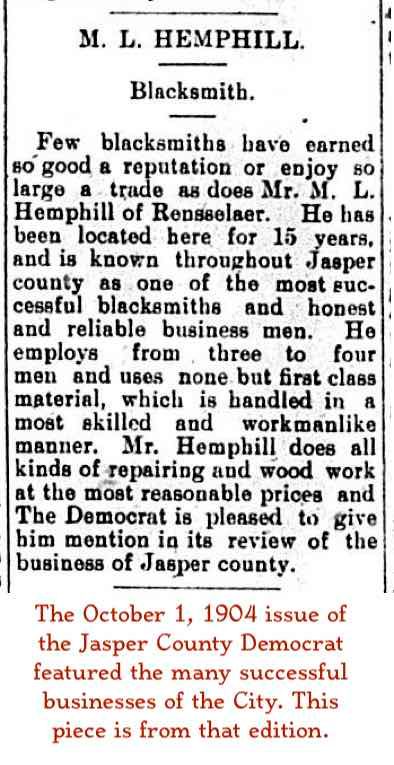 M. L. HEMPHILL.
Blacksmith.
Few blacksmiths have earned
so good a reputation or enjoy so
large a trade as does Mr. M. L.
Hemphill of Rensselaer. He has
been located here for 15 years,
and is known throughout Jasper
county as one of the most suc-
cessful blacksmiths and honest
and reliable business men. He
employs from three to four
men and uses none but first class
material, which is handled in a
most skilled and workmanlike
manner. Mr. Hemphill does all
kinds of repairing and wood work
at the most reasonable prices and
The Democrat is pleased to give
him mention in its review of the
business of Jasper county.
The October 1, 1904 issue of
the Jasper County Democrat
featured the many successful
businesses of the City. This
piece is from that edition.